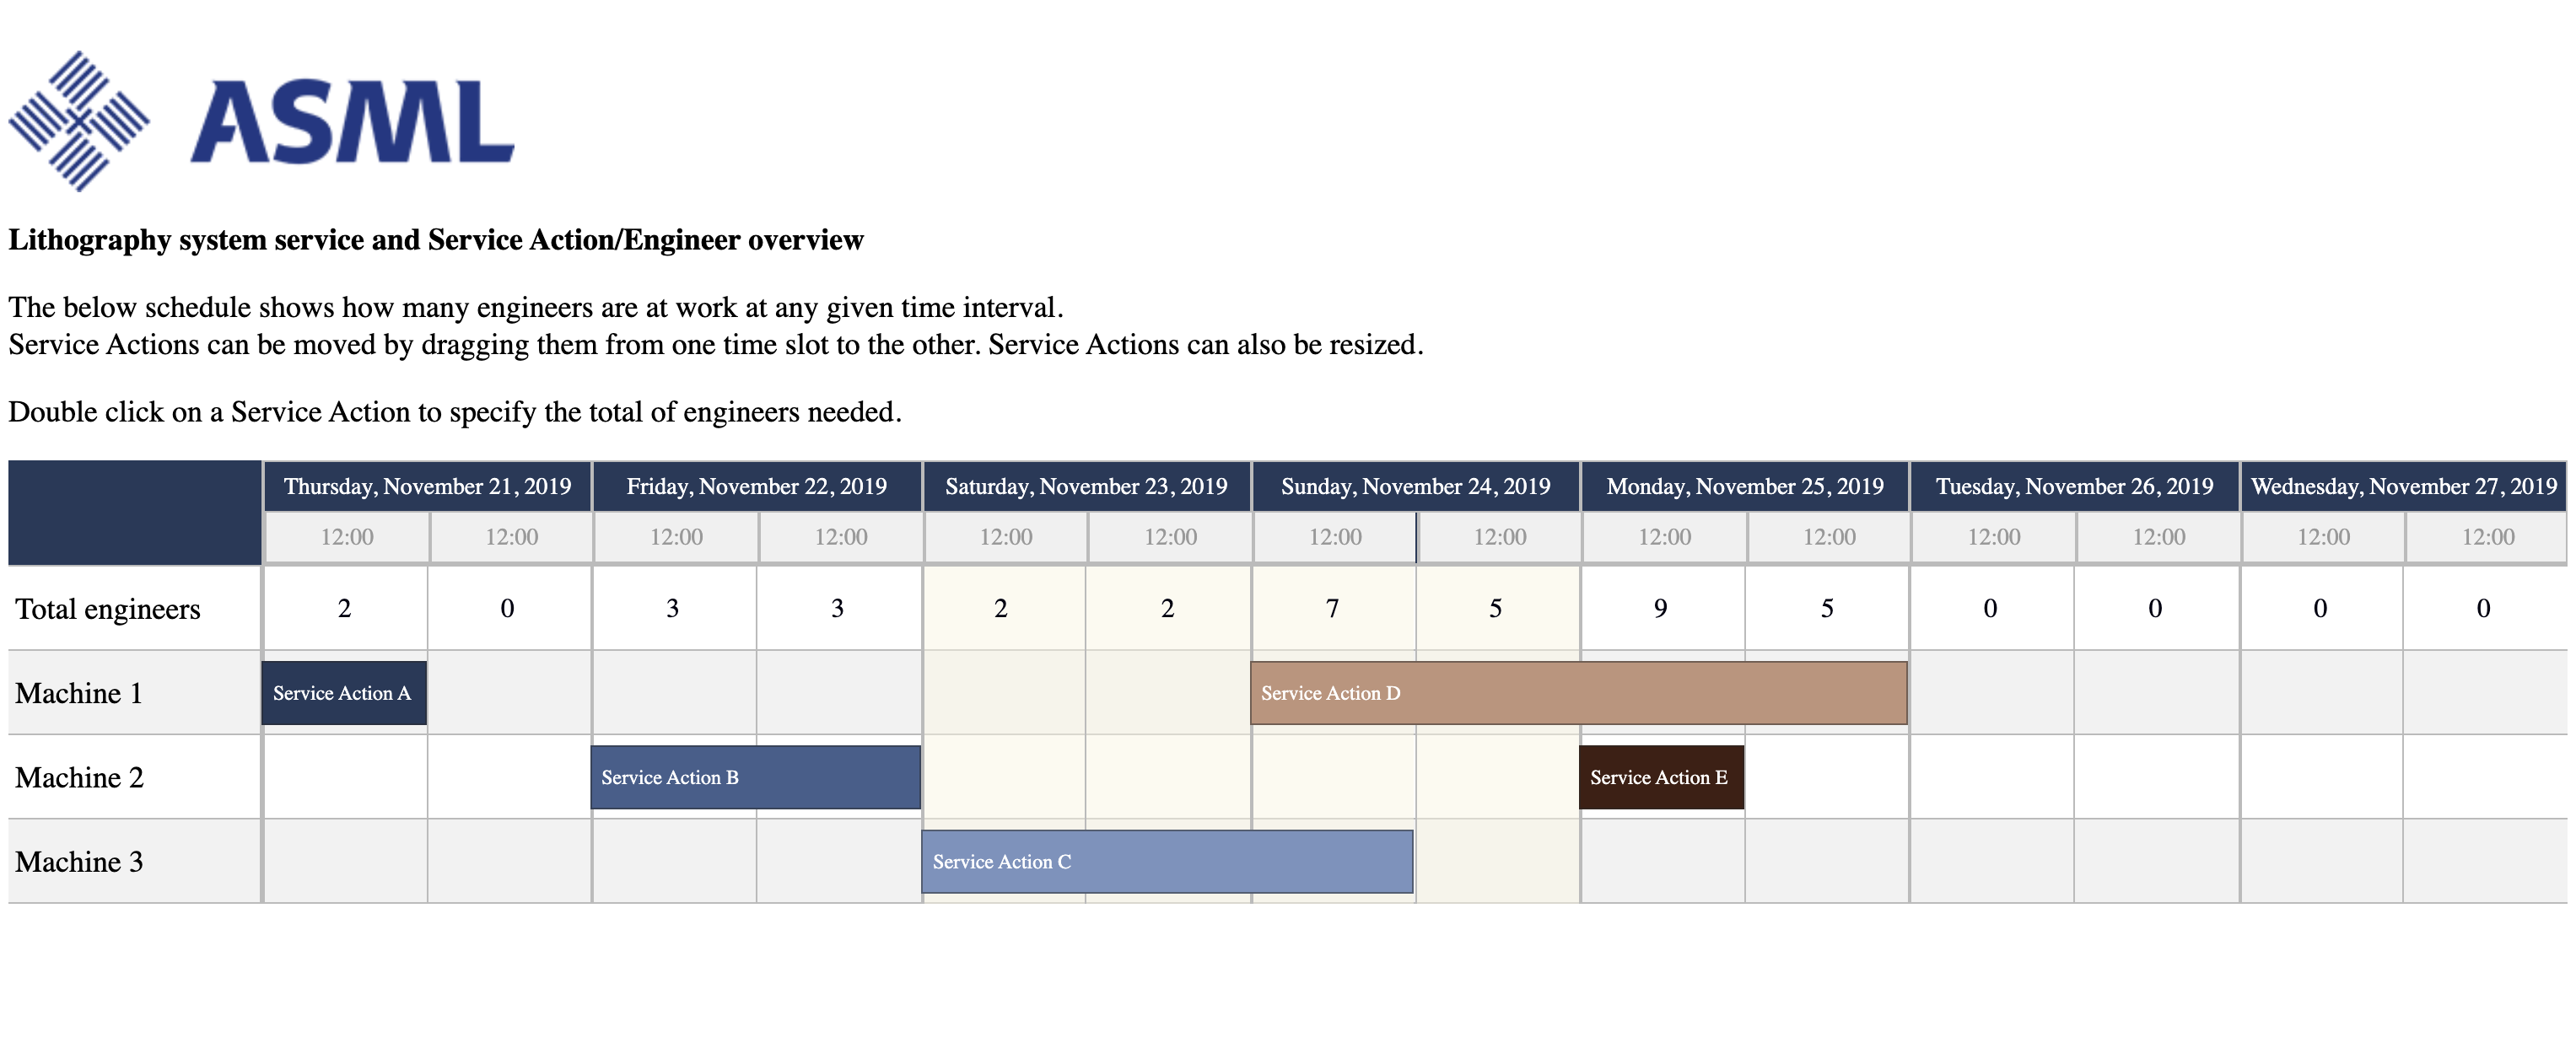 ASML
Lithography system service and Service Action/Engineer overview
The below schedule shows how many engineers are at work at any given time interval.
Service Actions can be moved by dragging them from one time slot to the other. Service Actions can also be resized.
Double click on a Service Action to specify the total of engineers needed.
Thursday, November 21, 2019 Friday, November 22, 2019 Saturday, November 23, 2019 Sunday, November 24, 2019 Monday, November 25, 2019 Tuesday, November 26, 2019 Wednesday, November 27, 2019
12:00 12:00 12:00 12:00 12:00 12:00 12:00 12:00 12:00 12:00 12:00 12:00 12:00 12:00
Total engineers 2 0 3 3 2 2 7 5 9 5 0 0 0 0
Machine 1 Service Action A Service Action D
Machine 2 Service Action B Service Action E
Machine 3 Service Action C